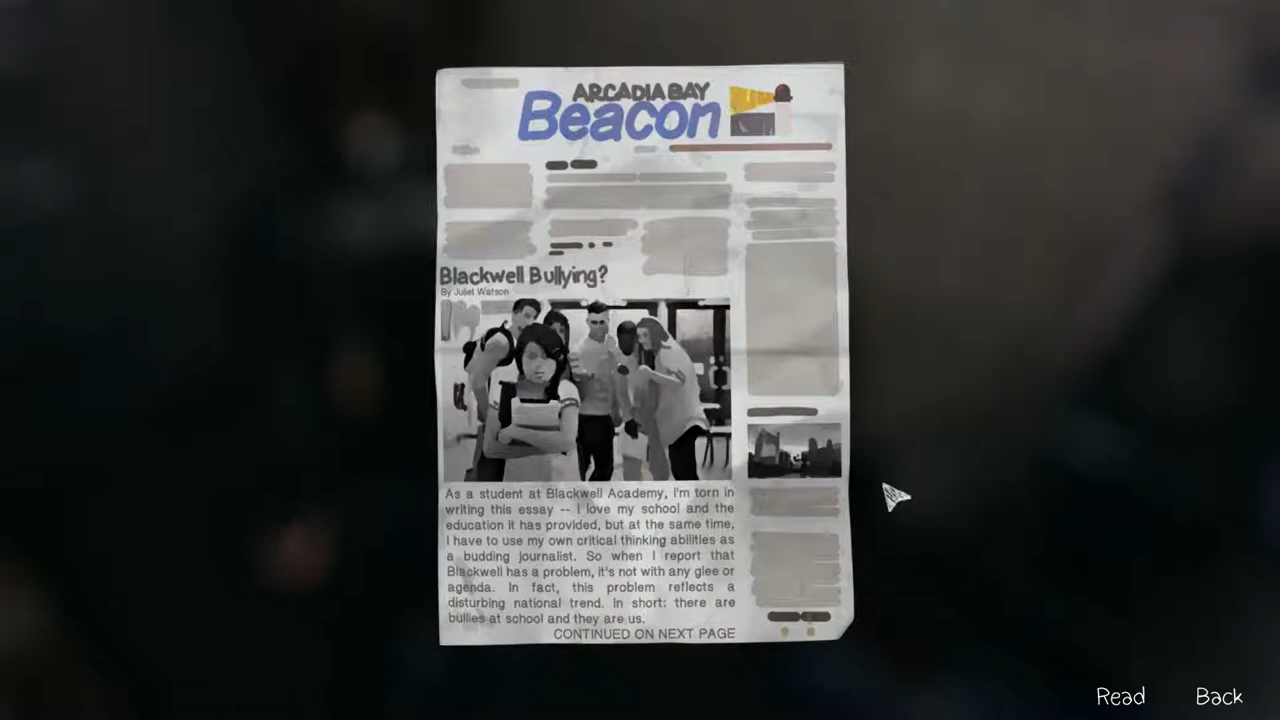 ARCADIA BAY
Beacon
Blackwell Bullying?
By Juliet Watson
As a student at Blackwell Academy, I'm torn in
writing this essay -- I love my school and the
education it has provided, but at the same time,
I have to use my own critical thinking abilities as
a budding journalist. So when I report that
Blackwell has a problem, it's not with any glee or
agenda. In fact, this problem reflects a
disturbing national trend. In short: there are
bullies at school and they are us.
CONTINUED ON NEXT PAGE
Read
Back